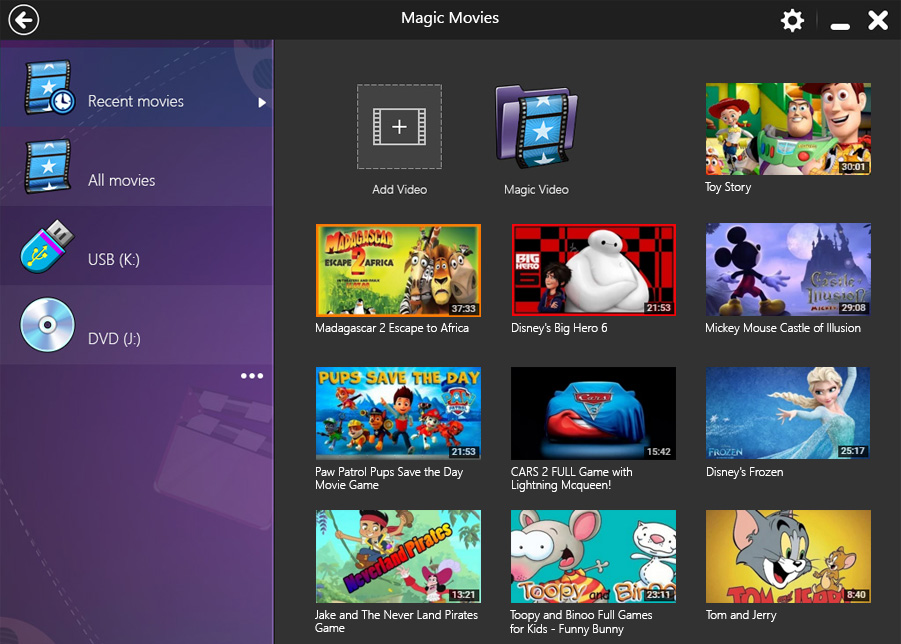 Magic Movies
Recent movies
All movies
USB (K:)
DVD (J:)
Add Video
Magic Video
30:01
Toy Story
MADAGASCAR
ESCAPE 2 AFRICA
37:33
Madagascar 2 Escape to Africa
BIG
HERO
6
21:53
Disney's Big Hero 6
Castle
of
Illusion
MICKEY
29:08
Mickey Mouse Castle of Illusion
PUPS SAVE THE DAY
PAW
PATROL
21:53
Paw Patrol Pups Save the Day
Movie Game
Cars
3
15:42
CARS 2 FULL Game with
Lightning Mcqueen!
FROZEN
25:17
Disney's Frozen
Neverland Pirates
13:21
Jake and The Never Land Pirates
Game
Toopy and Binoo
23:11
Toopy and Binoo Full Games
for Kids - Funny Bunny
TOM and JERRY
8:40
Tom and Jerry